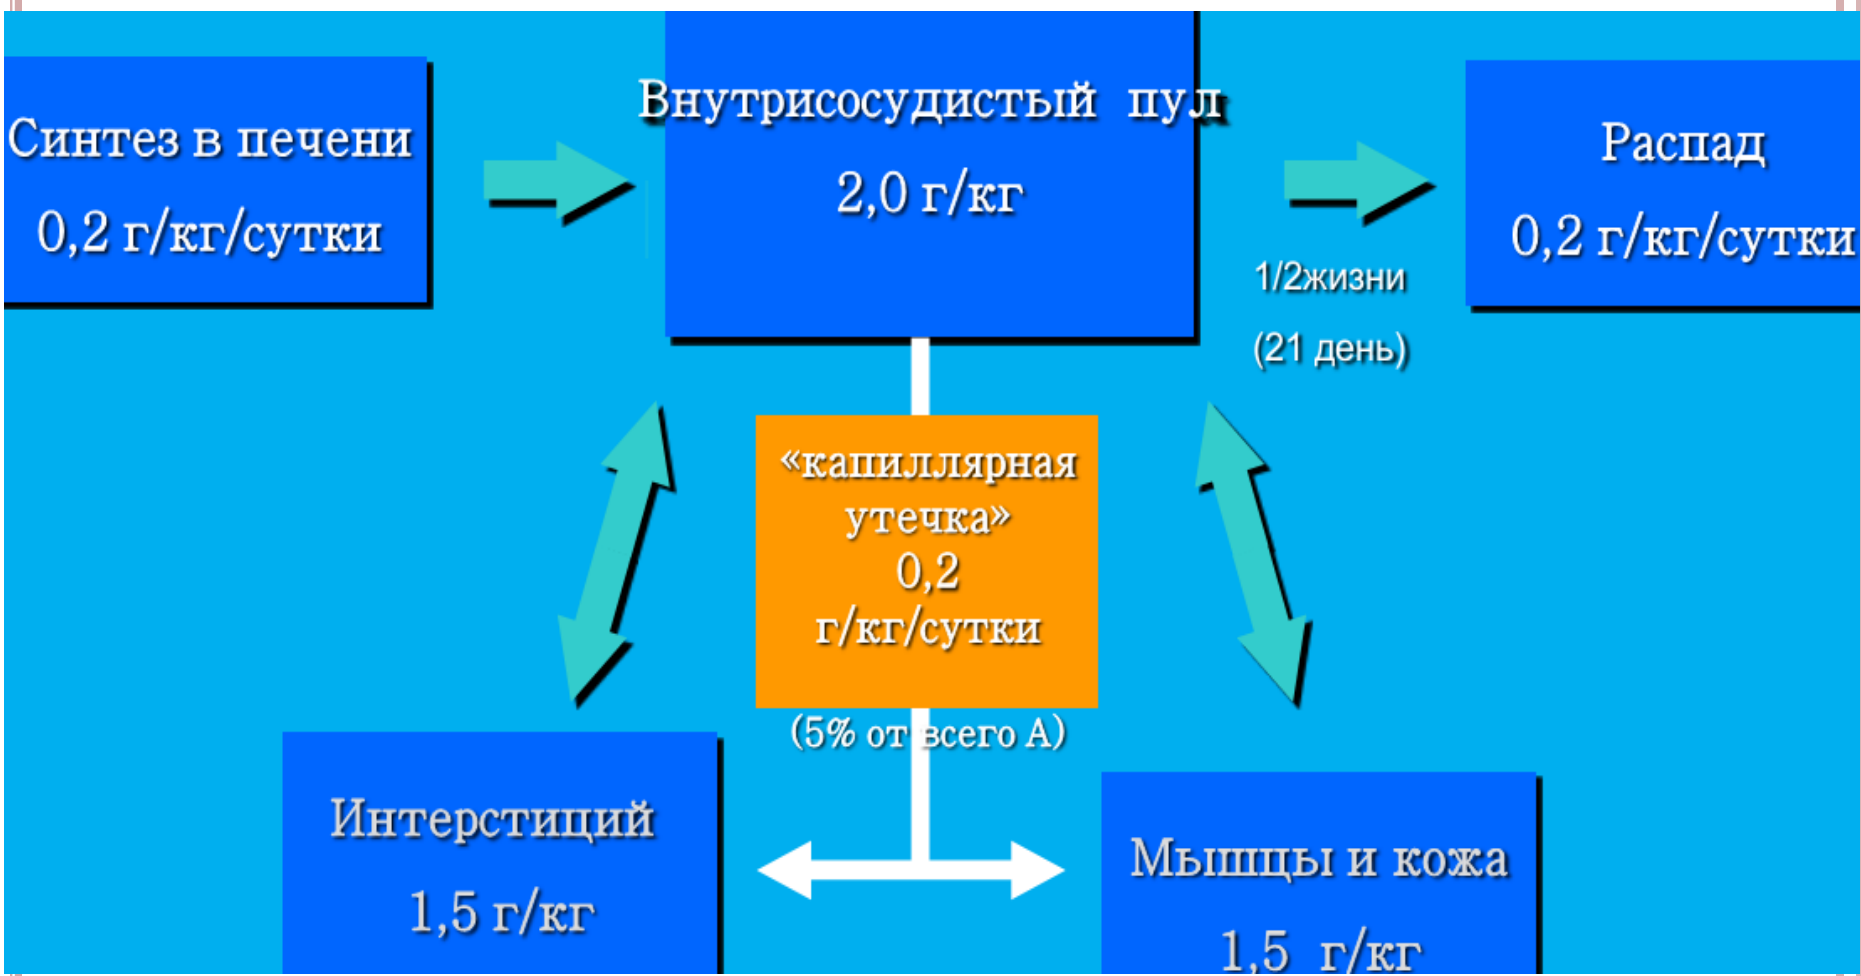 Синтез в печени
0,2 г/кг/сутки
Внутрисосудистый пул
2,0 г/кг
1/2жизни
(21 день)
Распад
0,2 г/кг/сутки
«капиллярная
утечка»
0,2
г/кг/сутки
(5% от всего А)
Интерстиций
1,5 г/кг
Мышцы и кожа
1,5 г/кг